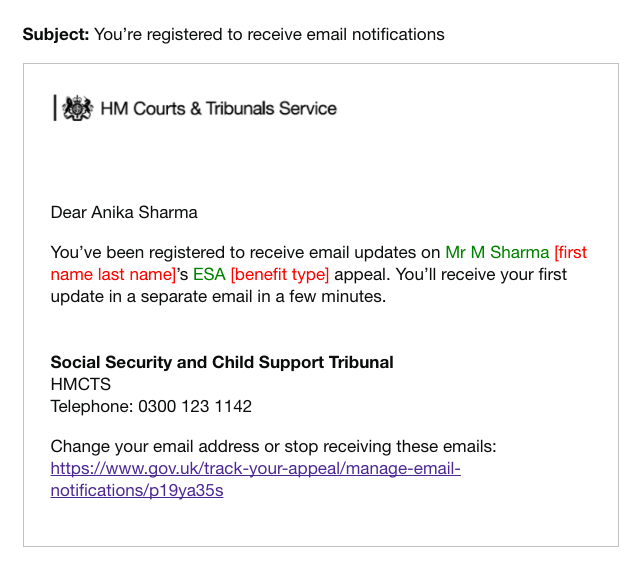 Subject: You’re registered to receive email notifications
HM Courts & Tribunals Service
Dear Anika Sharma
You’ve been registered to receive email updates on Mr M Sharma [first
name last name]’s ESA [benefit type] appeal. You’ll receive your first
update in a separate email in a few minutes.
Social Security and Child Support Tribunal
HMCTS
Telephone: 0300 123 1142
Change your email address or stop receiving these emails:
https://www.gov.uk/track-your-appeal/manage-email-
notifications/p19ya35s